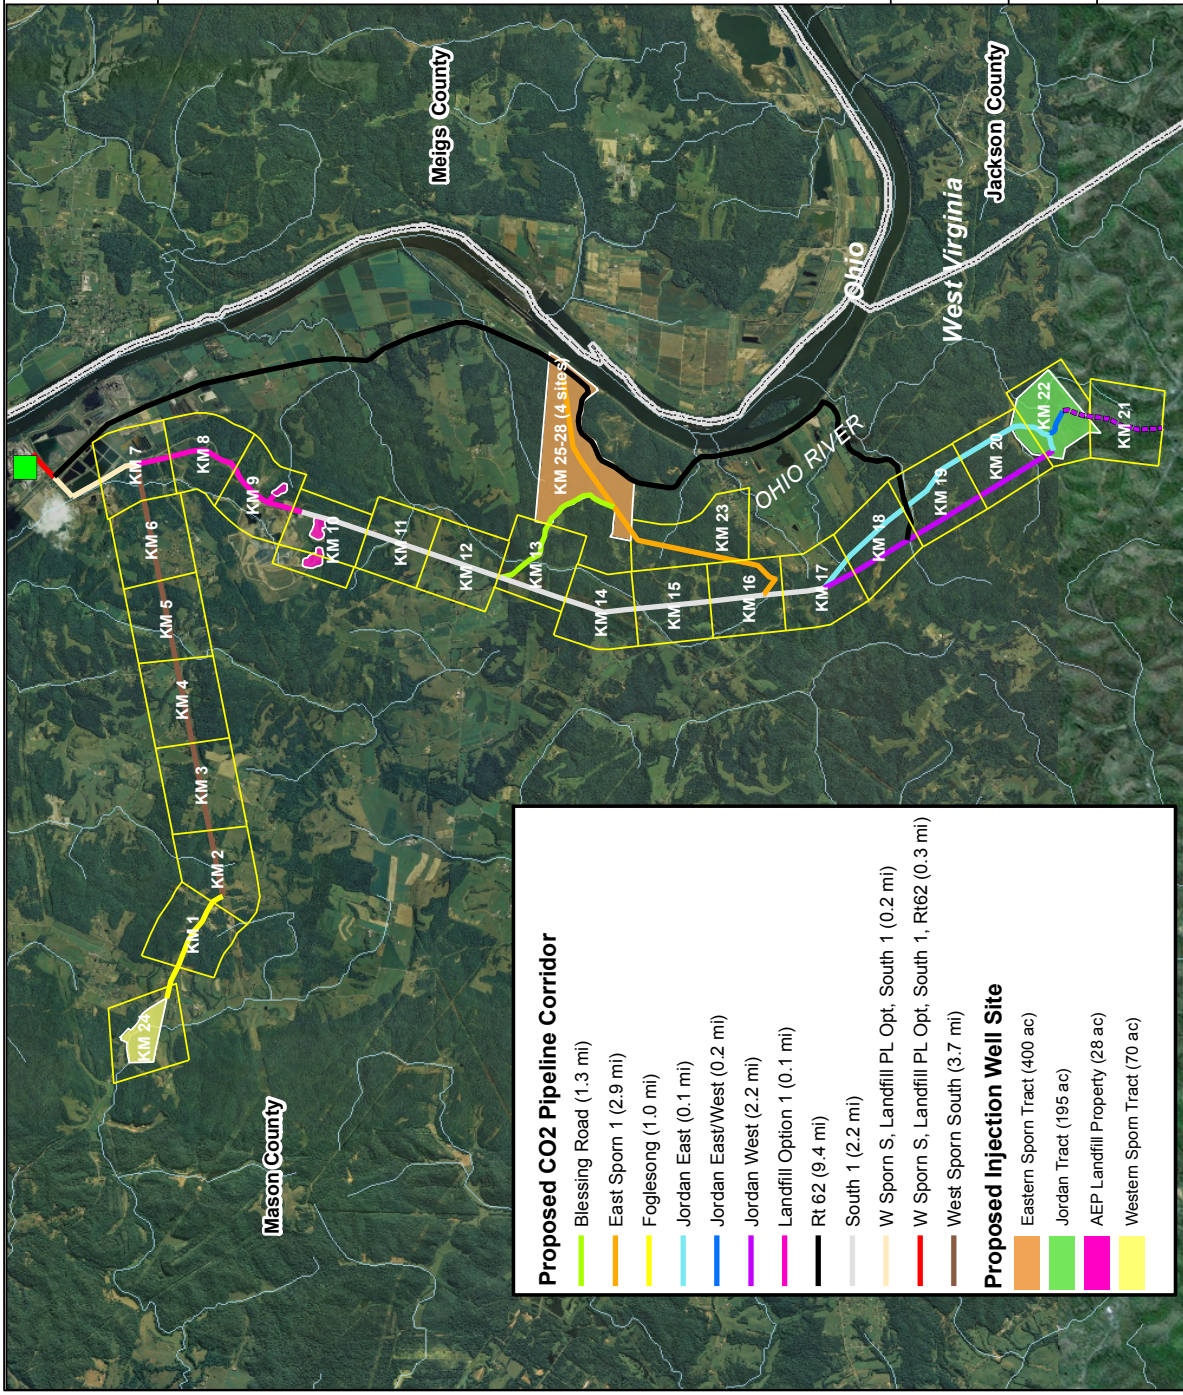 Meigs County
Jackson County
Ohio
West Virginia
OHIO RIVER
Mason County
KM 7
KM 8
KM 9
KM 10
KM 6
KM 5
KM 4
KM 3
KM 2
KM 1
KM 24
KM 11
KM 12
KM 13
KM 14
KM 15
KM 16
KM 17
KM 18
KM 19
KM 20
KM 21
KM 22
KM 23
KM 25-28 (4 sites)
Proposed CO2 Pipeline Corridor
Blessing Road (1.3 mi)
East Sporn 1 (2.9 mi)
Foglesong (1.0 mi)
Jordan East (0.1 mi)
Jordan East/West (0.2 mi)
Jordan West (2.2 mi)
Landfill Option 1 (0.1 mi)
Rt 62 (9.4 mi)
South 1 (2.2 mi)
W Sporn S, Landfill PL Opt, South 1 (0.2 mi)
W Sporn S, Landfill PL Opt, South 1, Rt62 (0.3 mi)
West Sporn South (3.7 mi)
Proposed Injection Well Site
Eastern Sporn Tract (400 ac)
Jordan Tract (195 ac)
AEP Landfill Property (28 ac)
Western Sporn Tract (70 ac)